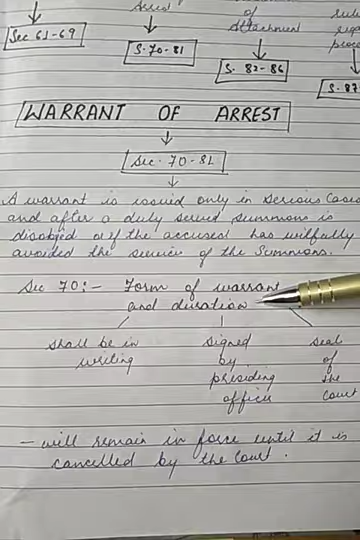 Arrest
of
Attachment
Sec 61-69
S. 70-81
S. 82-86
S. 87
WARRANT OF ARREST
Sec. 70-81
A warrant is issued only in serious cases
and after a duly served summons is
disobeyed or if the accused has wilfully
avoided the service of the Summons.
Sec 70:- Form of warrant
and duration
shall be in
writing
signed
by
presiding
officer
seal
of
the
court
- will remain in force until it is
cancelled by the Court.